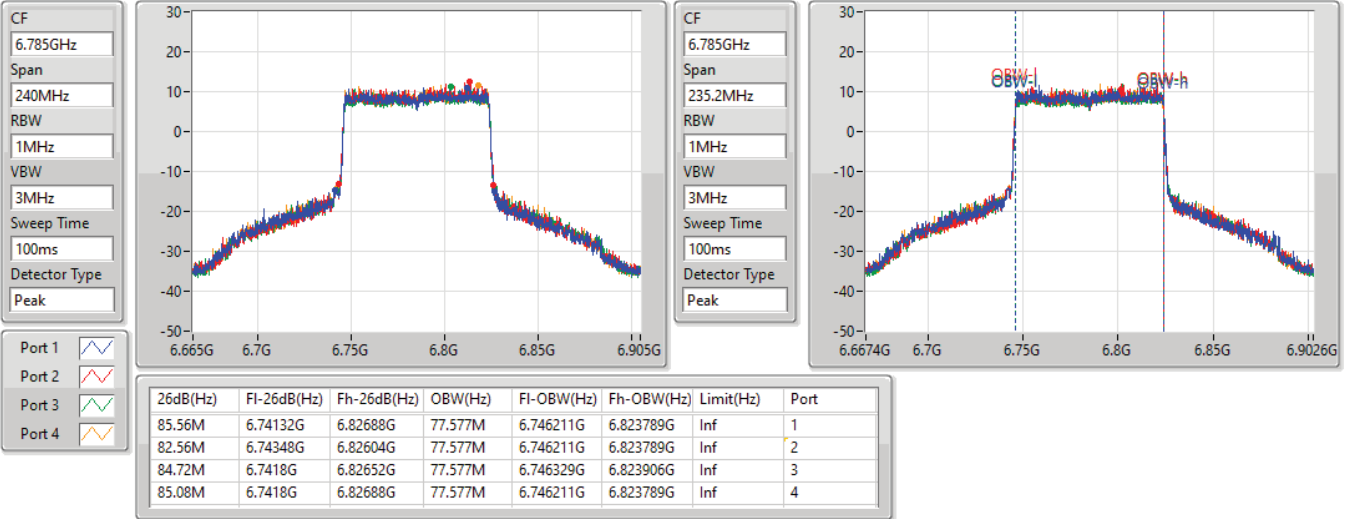 CF
6.785GHz
Span
240MHz
RBW
1MHz
VBW
3MHz
Sweep Time
100ms
Detector Type
Peak
30
20
10
0
-10
-20
-30
-40
-50
6.665G 6.7G 6.75G 6.8G 6.85G 6.905G
CF
6.785GHz
Span
235.2MHz
RBW
1MHz
VBW
3MHz
Sweep Time
100ms
Detector Type
Peak
30
20
10
0
-10
-20
-30
-40
-50
OBW-l OBW-h
6.6674G 6.7G 6.75G 6.8G 6.85G 6.9026G
Port 1
Port 2
Port 3
Port 4
26dB(Hz) Fl-26dB(Hz) Fh-26dB(Hz) OBW(Hz) Fl-OBW(Hz) Fh-OBW(Hz) Limit(Hz) Port
85.56M 6.74132G 6.82688G 77.577M 6.746211G 6.823789G Inf 1
82.56M 6.74348G 6.82604G 77.577M 6.746211G 6.823789G Inf 2
84.72M 6.7418G 6.82652G 77.577M 6.746329G 6.823906G Inf 3
85.08M 6.7418G 6.82688G 77.577M 6.746211G 6.823789G Inf 4